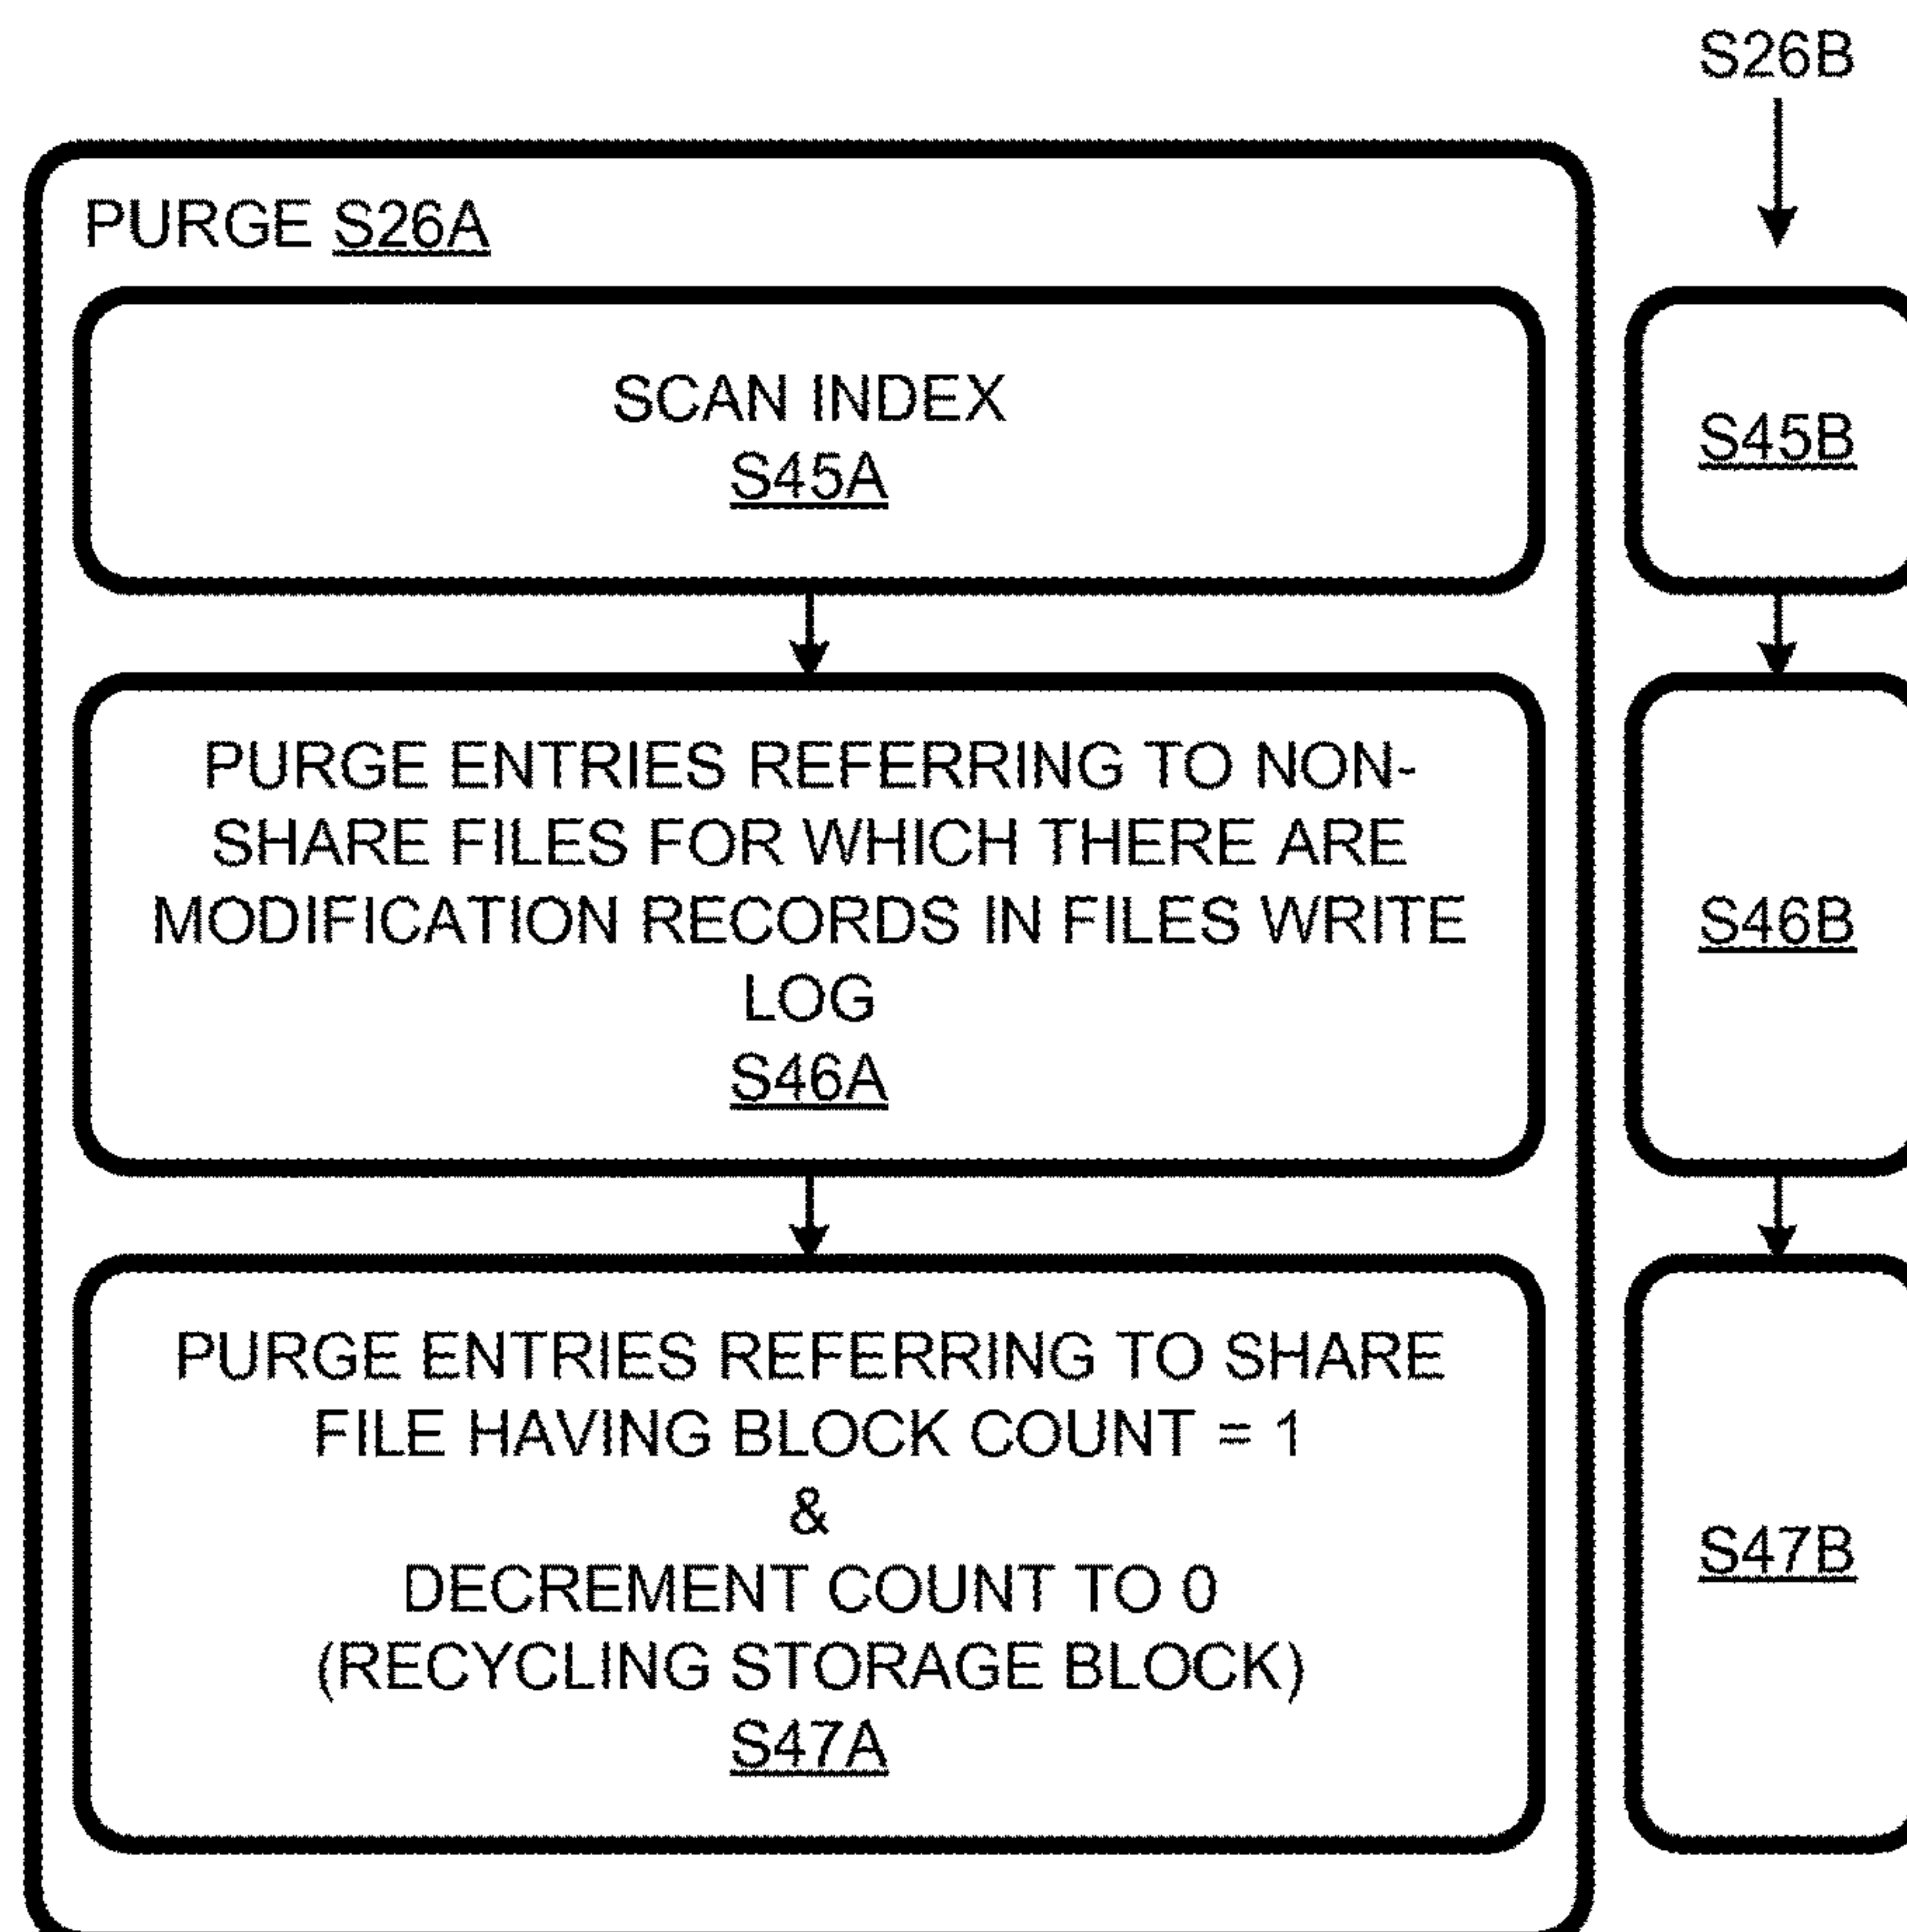 S26B
PURGE S26A
SCAN INDEX
S45A
S45B
PURGE ENTRIES REFERRING TO NON-
SHARE FILES FOR WHICH THERE ARE
MODIFICATION RECORDS IN FILES WRITE
LOG
S46A
S46B
PURGE ENTRIES REFERRING TO SHARE
FILE HAVING BLOCK COUNT = 1
&
DECREMENT COUNT TO 0
(RECYCLING STORAGE BLOCK)
S47A
S47B